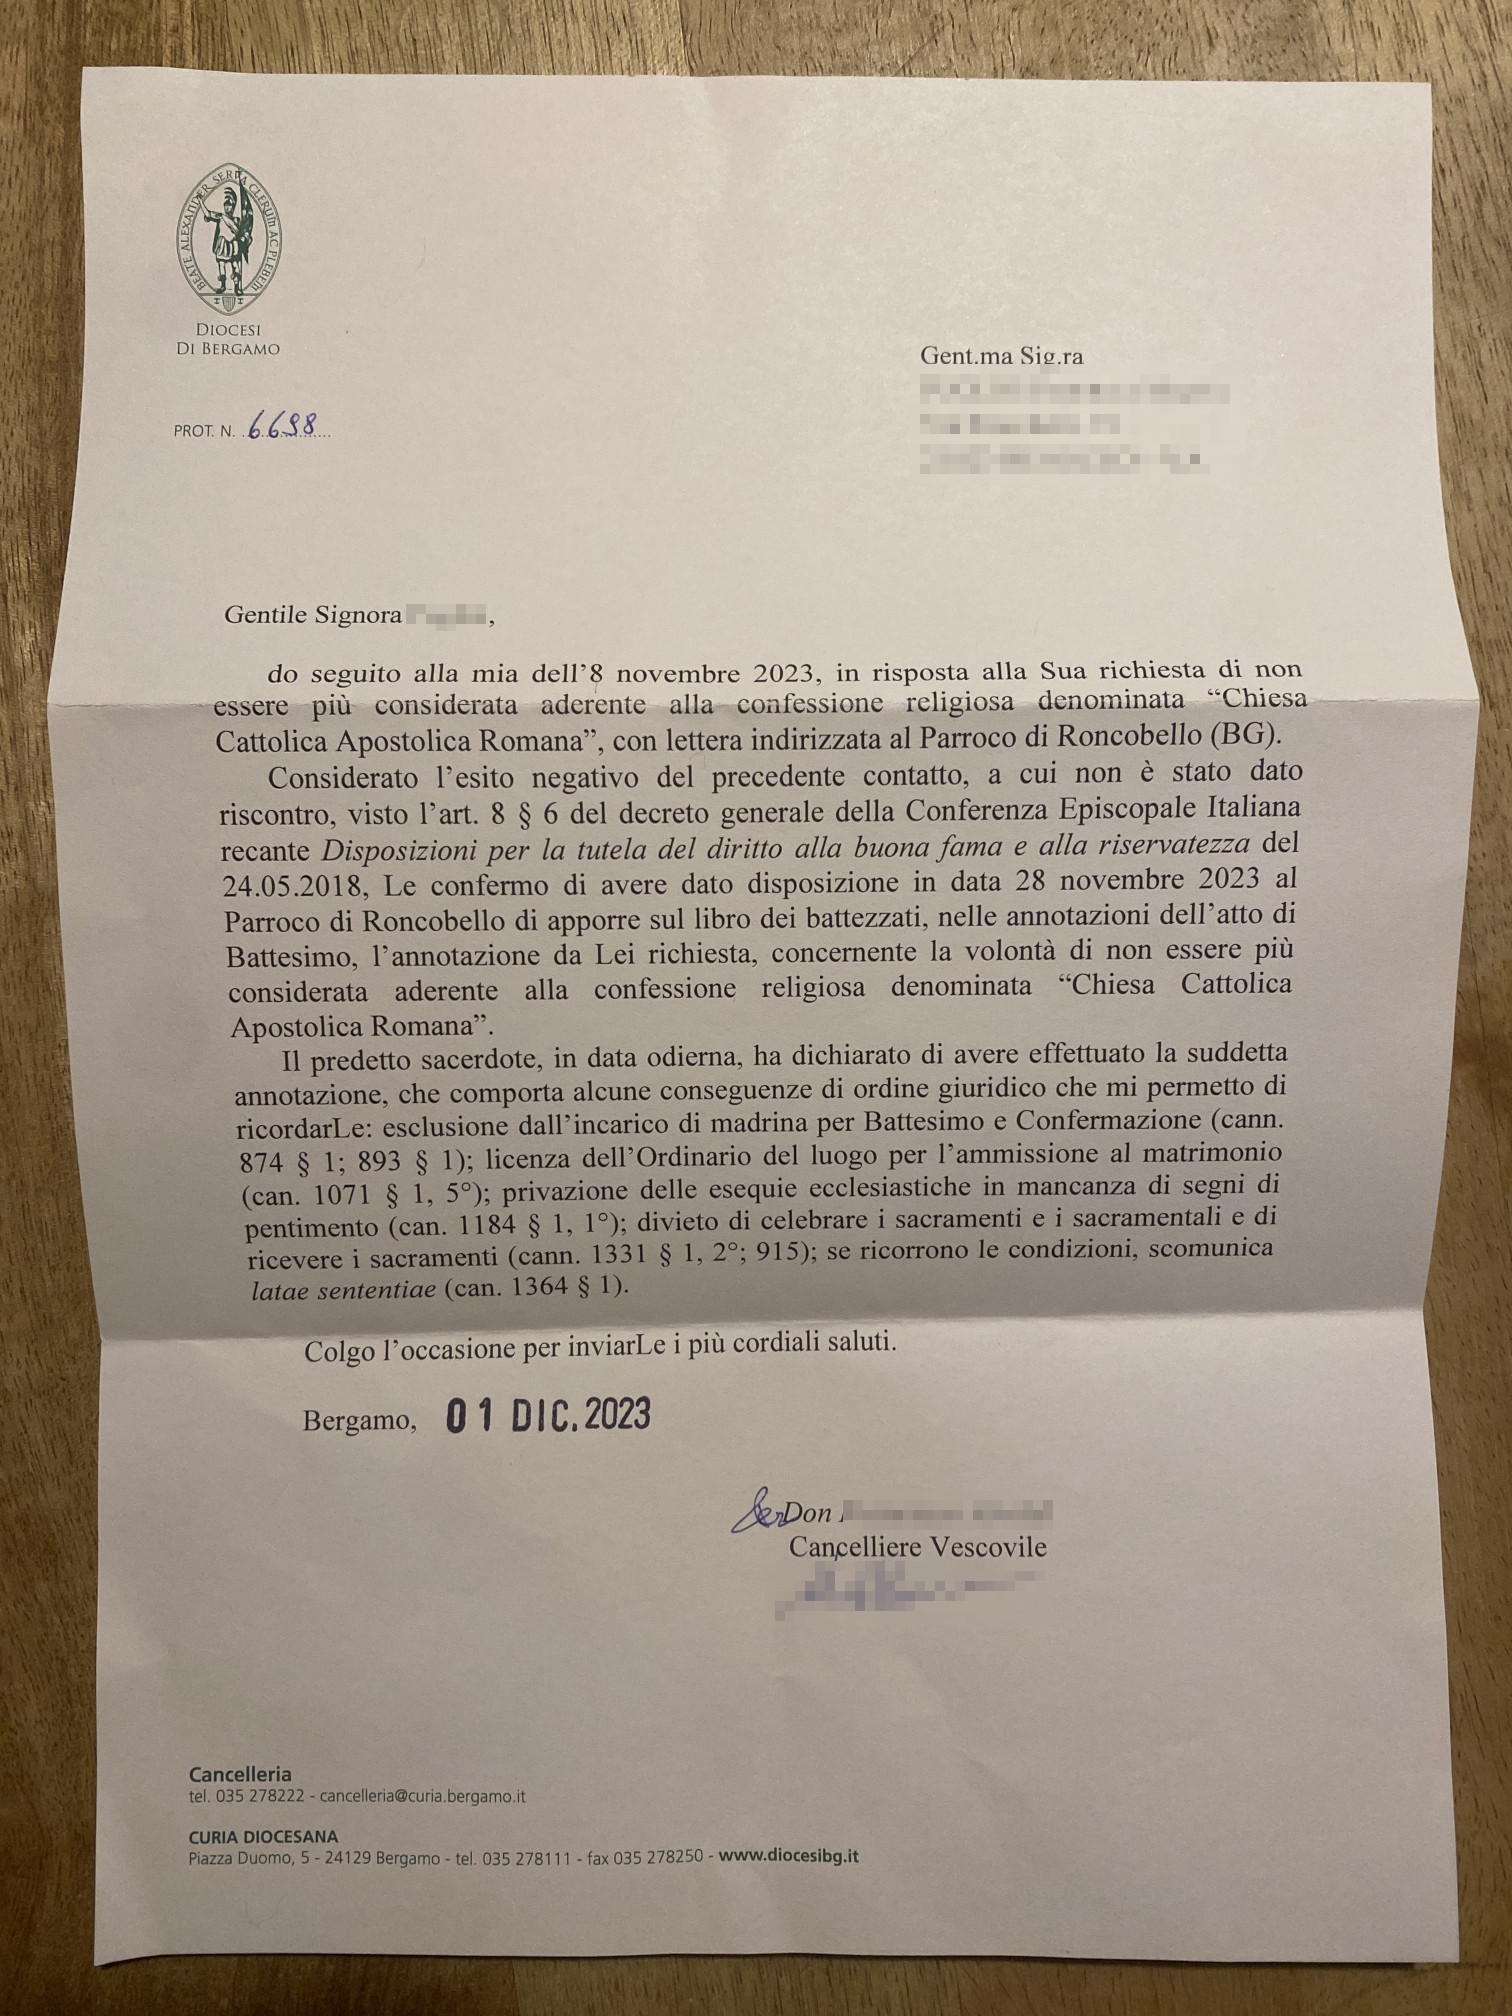 BEATE ALEXANDER SERVA CLERUM AC PLEBEM
DIOCESI
DI BERGAMO
PROT. N. 6698
Gent.ma Sig.ra
Gentile Signora ,
do seguito alla mia dell’8 novembre 2023, in risposta alla Sua richiesta di non
essere più considerata aderente alla confessione religiosa denominata “Chiesa
Cattolica Apostolica Romana”, con lettera indirizzata al Parroco di Roncobello (BG).
Considerato l’esito negativo del precedente contatto, a cui non è stato dato
riscontro, visto l’art. 8 § 6 del decreto generale della Conferenza Episcopale Italiana
recante Disposizioni per la tutela del diritto alla buona fama e alla riservatezza del
24.05.2018, Le confermo di avere dato disposizione in data 28 novembre 2023 al
Parroco di Roncobello di apporre sul libro dei battezzati, nelle annotazioni dell’atto di
Battesimo, l’annotazione da Lei richiesta, concernente la volontà di non essere più
considerata aderente alla confessione religiosa denominata “Chiesa Cattolica
Apostolica Romana”.
Il predetto sacerdote, in data odierna, ha dichiarato di avere effettuato la suddetta
annotazione, che comporta alcune conseguenze di ordine giuridico che mi permetto di
ricordarLe: esclusione dall’incarico di madrina per Battesimo e Confermazione (cann.
874 § 1; 893 § 1); licenza dell’Ordinario del luogo per l’ammissione al matrimonio
(can. 1071 § 1, 5°); privazione delle esequie ecclesiastiche in mancanza di segni di
pentimento (can. 1184 § 1, 1°); divieto di celebrare i sacramenti e i sacramentali e di
ricevere i sacramenti (cann. 1331 § 1, 2°; 915); se ricorrono le condizioni, scomunica
latae sententiae (can. 1364 § 1).
Colgo l’occasione per inviarLe i più cordiali saluti.
Bergamo, 01 DIC. 2023
Don
Cancelliere Vescovile
Cancelleria
tel. 035 278222 - cancelleria@curia.bergamo.it
CURIA DIOCESANA
Piazza Duomo, 5 - 24129 Bergamo - tel. 035 278111 - fax 035 278250 - www.diocesibg.it